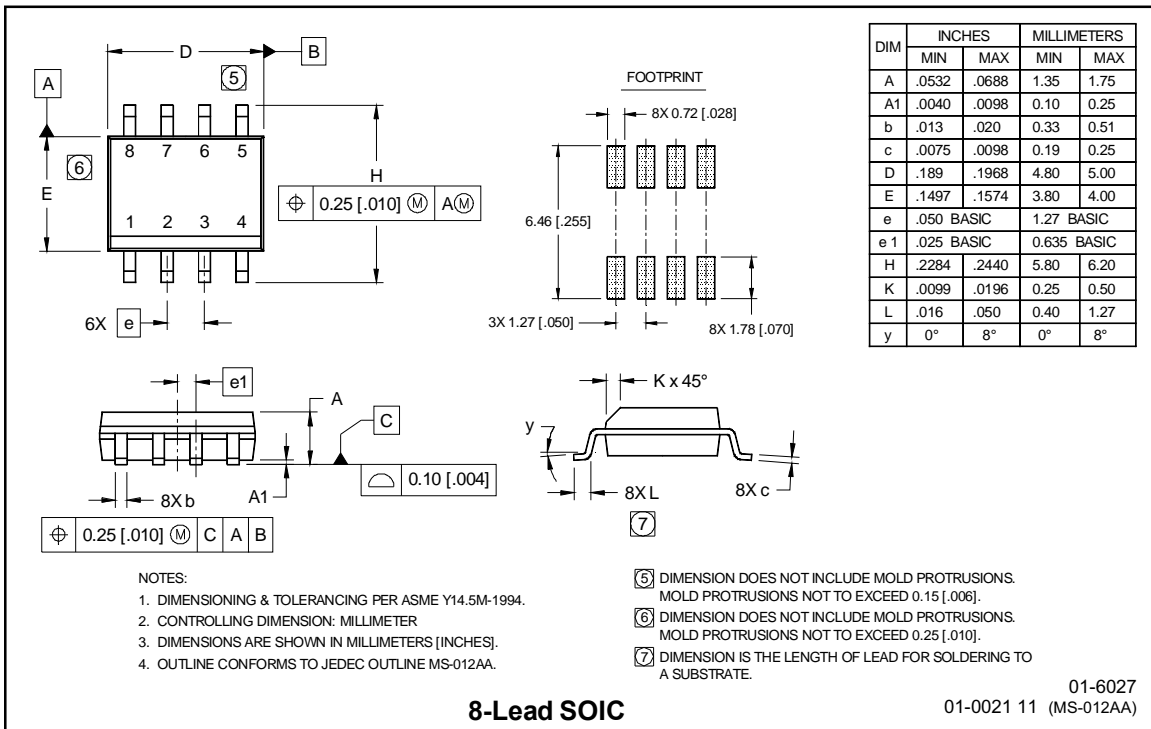 D
B
5
A
8 7 6 5
6
E
H
⌖ 0.25 [.010] Ⓜ A Ⓜ
1 2 3 4
6X e
FOOTPRINT
8X 0.72 [.028]
6.46 [.255]
3X 1.27 [.050]
8X 1.78 [.070]
DIM INCHES MILLIMETERS
MIN MAX MIN MAX
A .0532 .0688 1.35 1.75
A1 .0040 .0098 0.10 0.25
b .013 .020 0.33 0.51
c .0075 .0098 0.19 0.25
D .189 .1968 4.80 5.00
E .1497 .1574 3.80 4.00
e .050 BASIC 1.27 BASIC
e 1 .025 BASIC 0.635 BASIC
H .2284 .2440 5.80 6.20
K .0099 .0196 0.25 0.50
L .016 .050 0.40 1.27
y 0° 8° 0° 8°
e1
A
C
0.10 [.004]
8X b
A1
⌖ 0.25 [.010] Ⓜ C A B
K x 45°
y
8X L
8X c
7
NOTES:
1. DIMENSIONING & TOLERANCING PER ASME Y14.5M-1994.
2. CONTROLLING DIMENSION: MILLIMETER
3. DIMENSIONS ARE SHOWN IN MILLIMETERS [INCHES].
4. OUTLINE CONFORMS TO JEDEC OUTLINE MS-012AA.
5 DIMENSION DOES NOT INCLUDE MOLD PROTRUSIONS.
MOLD PROTRUSIONS NOT TO EXCEED 0.15 [.006].
6 DIMENSION DOES NOT INCLUDE MOLD PROTRUSIONS.
MOLD PROTRUSIONS NOT TO EXCEED 0.25 [.010].
7 DIMENSION IS THE LENGTH OF LEAD FOR SOLDERING TO
A SUBSTRATE.
8-Lead SOIC
01-6027
01-0021 11 (MS-012AA)